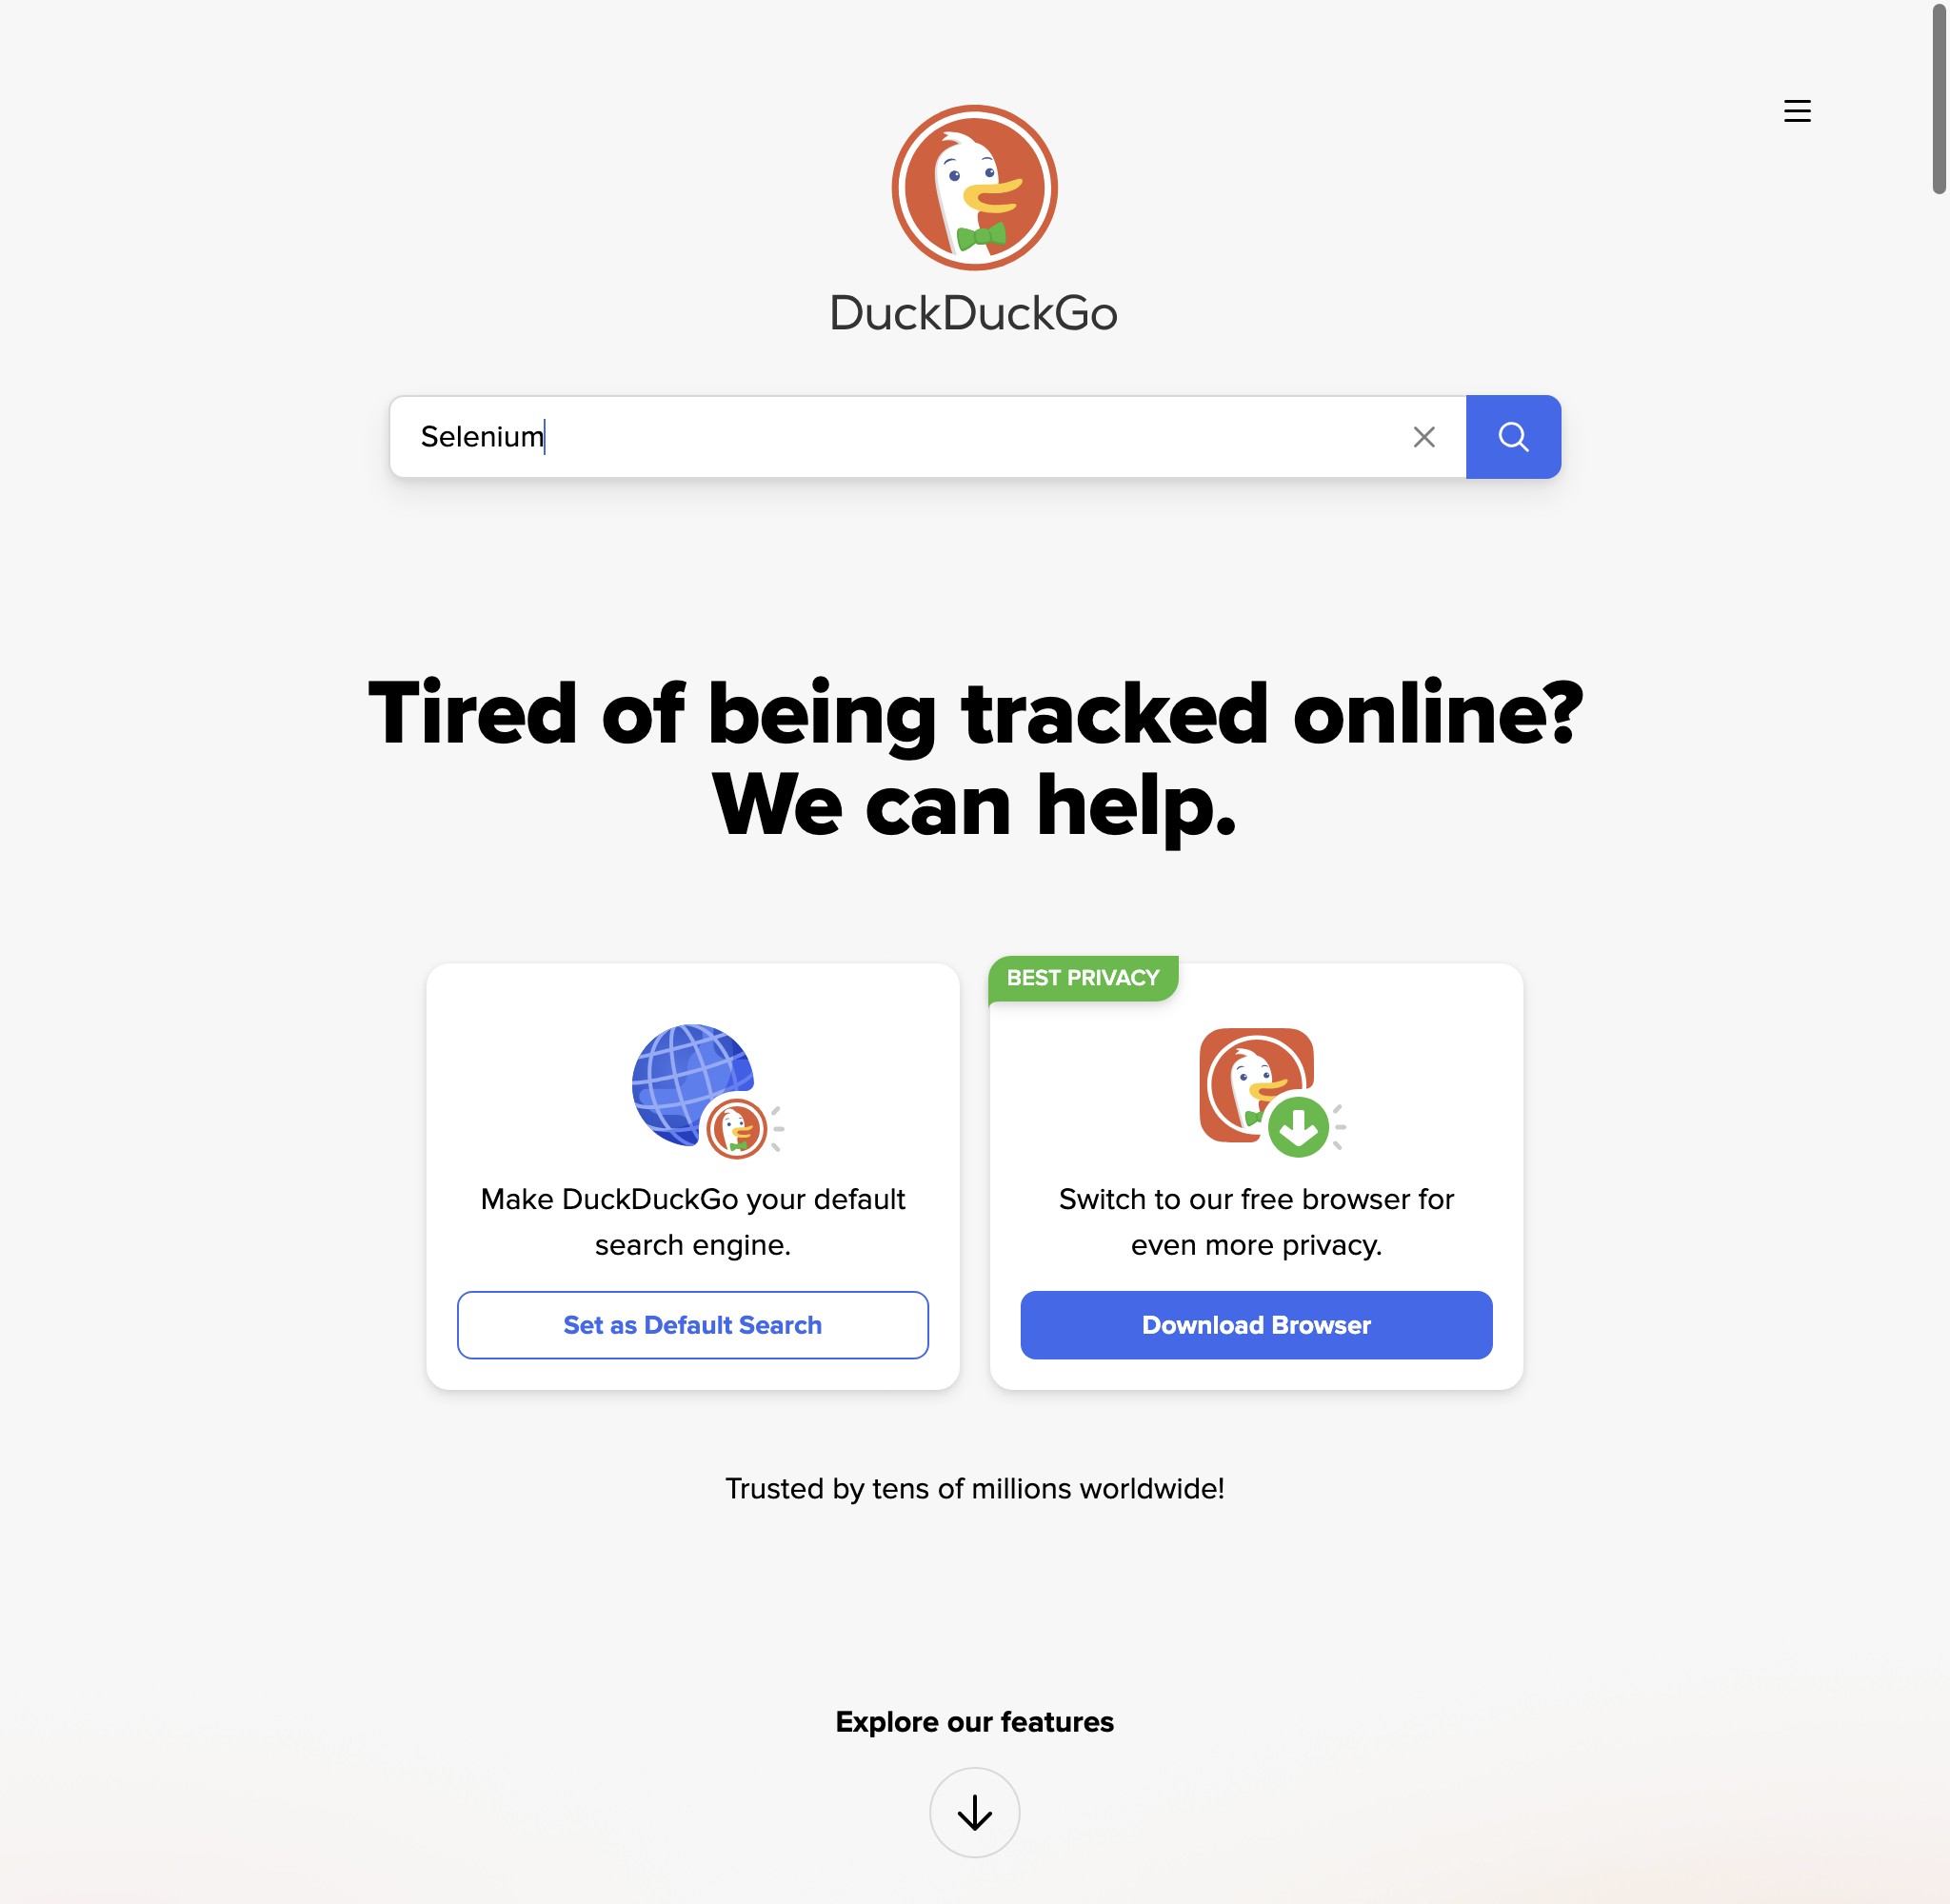 DuckDuckGo
Selenium
Tired of being tracked online?
We can help.
Make DuckDuckGo your default
search engine.
Set as Default Search
BEST PRIVACY
Switch to our free browser for
even more privacy.
Download Browser
Trusted by tens of millions worldwide!
Explore our features